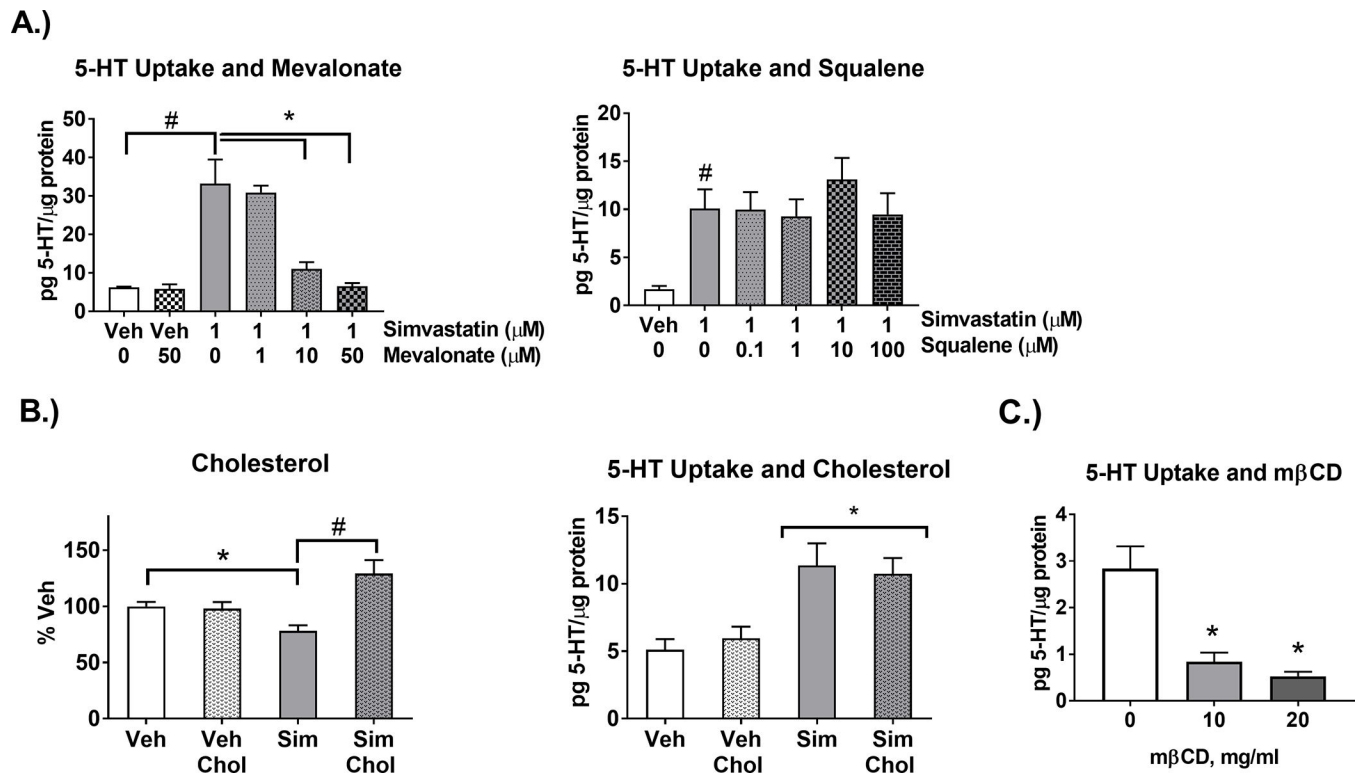 A.)
5-HT Uptake and Mevalonate
pg 5-HT/μg protein
50
40
30
20
10
0
#
*
Veh Veh 1 1 1 1 Simvastatin (μM)
0 50 0 1 10 50 Mevalonate (μM)
5-HT Uptake and Squalene
pg 5-HT/μg protein
20
15
10
5
0
#
Veh 1 1 1 1 1 Simvastatin (μM)
0 0 0.1 1 10 100 Squalene (μM)
B.)
Cholesterol
% Veh
150
100
50
0
*
#
Veh Veh Sim Sim
Chol Chol
5-HT Uptake and Cholesterol
pg 5-HT/μg protein
15
10
5
0
*
Veh Veh Sim Sim
Chol Chol
C.)
5-HT Uptake and mβCD
pg 5-HT/μg protein
4
3
2
1
0
*
*
0 10 20
mβCD, mg/ml